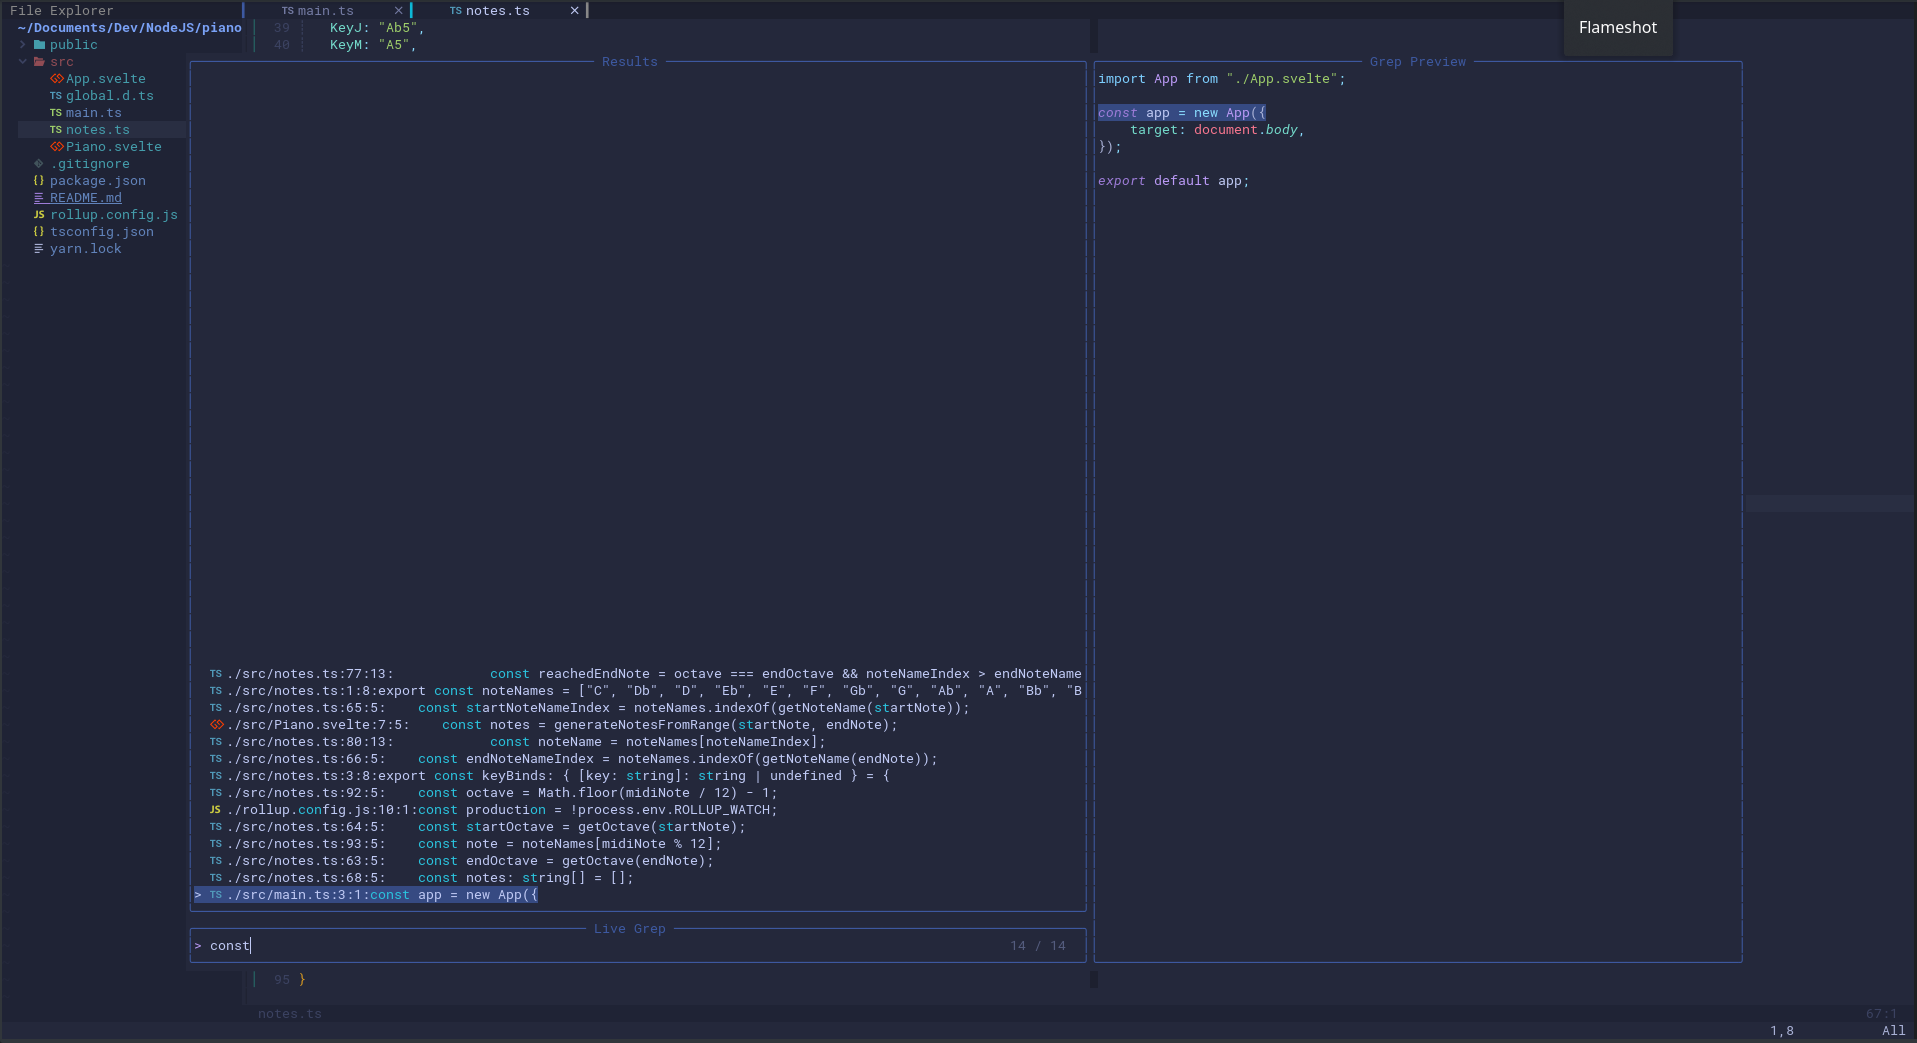 File Explorer
TS main.ts ✕ TS notes.ts ✕
Flameshot
~/Documents/Dev/NodeJS/piano
public
src
App.svelte
TS global.d.ts
TS main.ts
TS notes.ts
Piano.svelte
.gitignore
{} package.json
README.md
JS rollup.config.js
{} tsconfig.json
yarn.lock
39 KeyJ: "Ab5",
40 KeyM: "A5",
Results
TS ./src/notes.ts:77:13:            const reachedEndNote = octave === endOctave && noteNameIndex > endNoteName
TS ./src/notes.ts:1:8:export const noteNames = ["C", "Db", "D", "Eb", "E", "F", "Gb", "G", "Ab", "A", "Bb", "B
TS ./src/notes.ts:65:5:    const startNoteNameIndex = noteNames.indexOf(getNoteName(startNote));
./src/Piano.svelte:7:5:    const notes = generateNotesFromRange(startNote, endNote);
TS ./src/notes.ts:80:13:            const noteName = noteNames[noteNameIndex];
TS ./src/notes.ts:66:5:    const endNoteNameIndex = noteNames.indexOf(getNoteName(endNote));
TS ./src/notes.ts:3:8:export const keyBinds: { [key: string]: string | undefined } = {
TS ./src/notes.ts:92:5:    const octave = Math.floor(midiNote / 12) - 1;
JS ./rollup.config.js:10:1:const production = !process.env.ROLLUP_WATCH;
TS ./src/notes.ts:64:5:    const startOctave = getOctave(startNote);
TS ./src/notes.ts:93:5:    const note = noteNames[midiNote % 12];
TS ./src/notes.ts:63:5:    const endOctave = getOctave(endNote);
TS ./src/notes.ts:68:5:    const notes: string[] = [];
> TS ./src/main.ts:3:1:const app = new App({
Live Grep
> const 14 / 14
Grep Preview
import App from "./App.svelte";
const app = new App({
    target: document.body,
});
export default app;
95 }
notes.ts 67:1
1,8 All